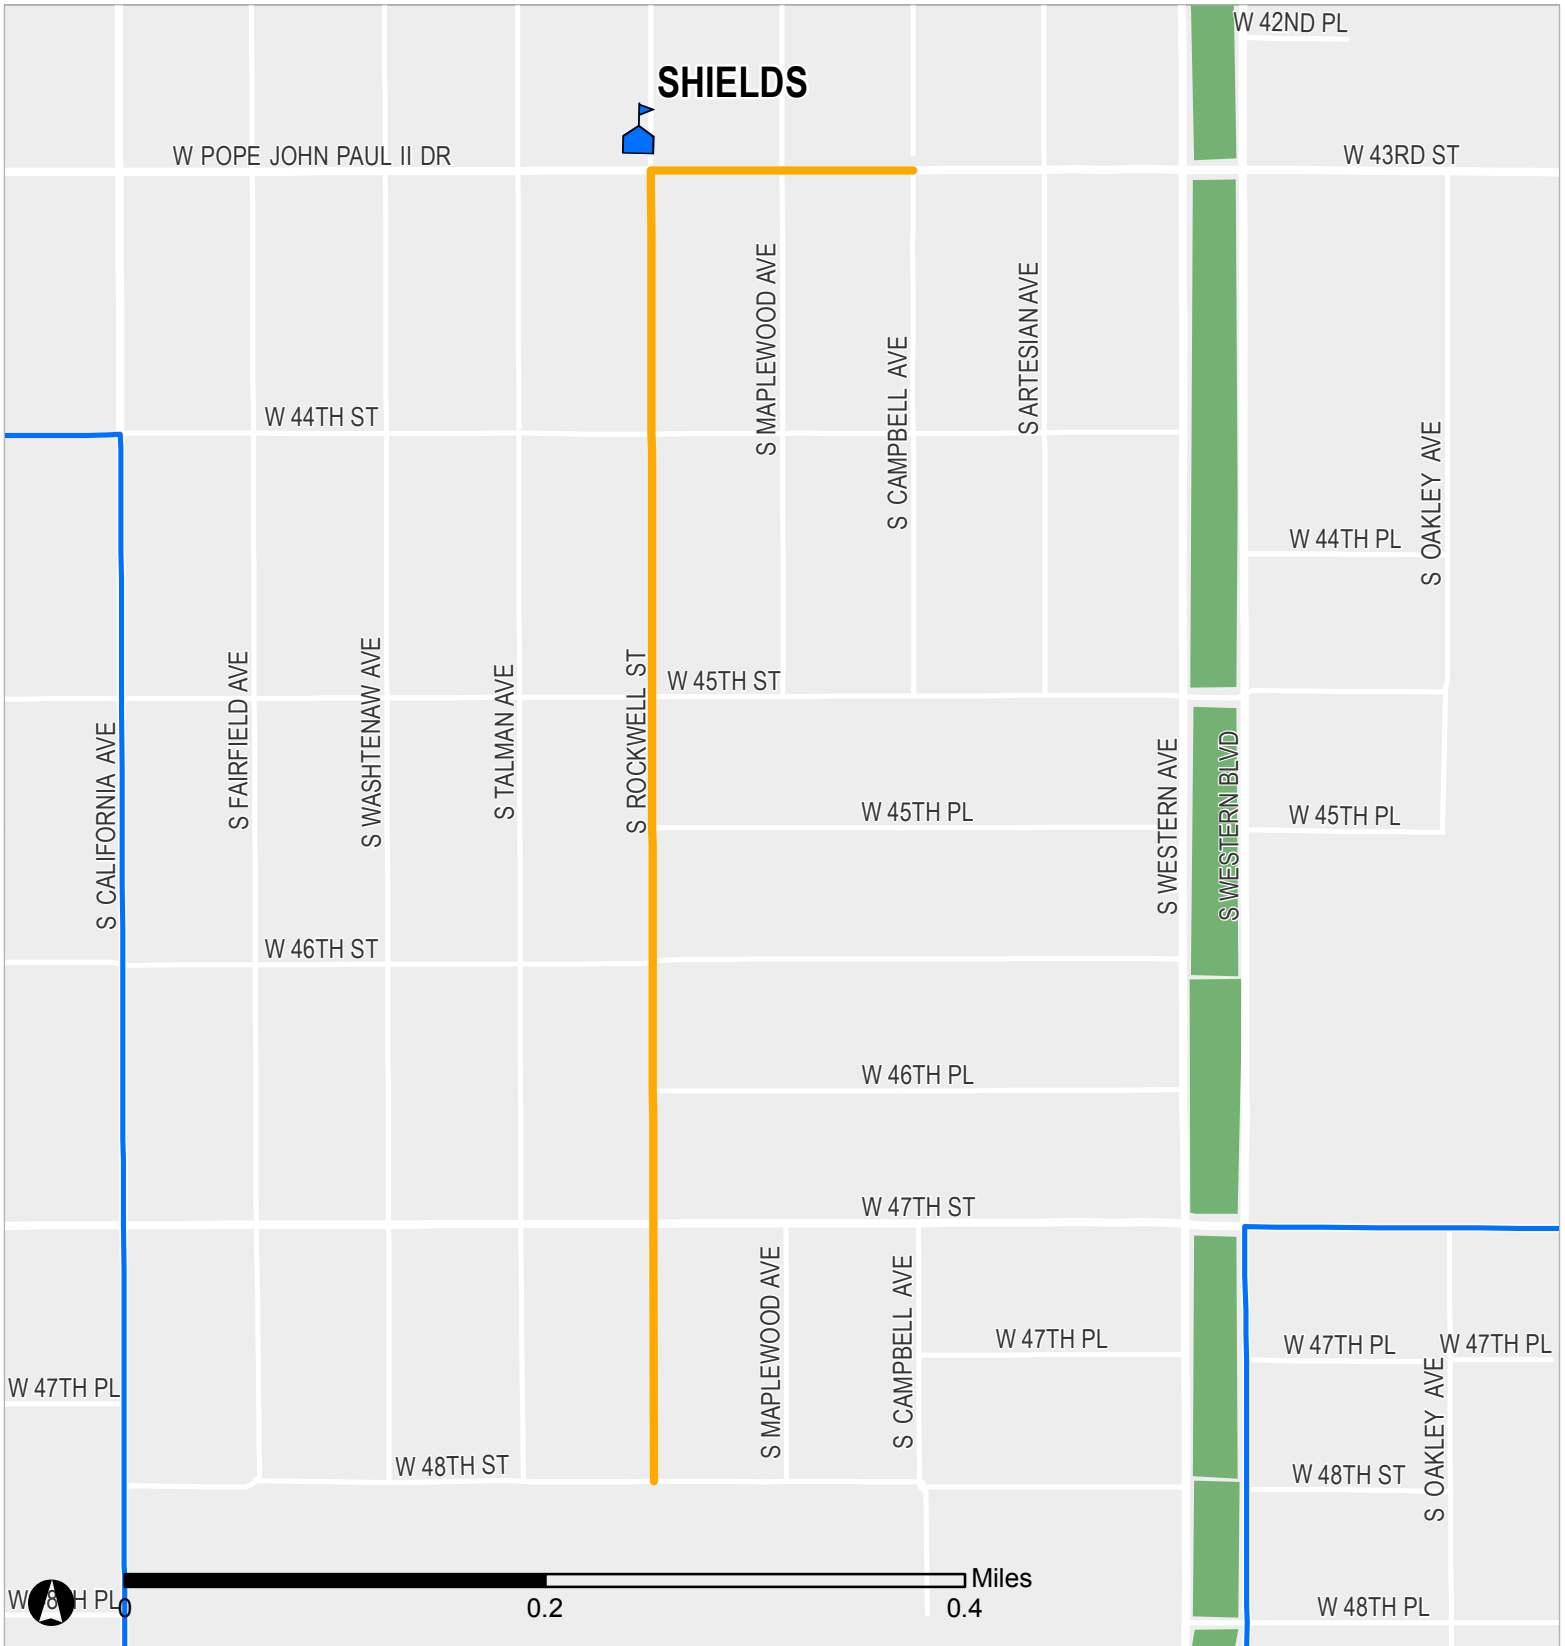 W 42ND PL
SHIELDS
W POPE JOHN PAUL II DR
W 43RD ST
S MAPLEWOOD AVE
S CAMPBELL AVE
S ARTESIAN AVE
W 44TH ST
S OAKLEY AVE
W 44TH PL
S CALIFORNIA AVE
S FAIRFIELD AVE
S WASHTENAW AVE
S TALMAN AVE
S ROCKWELL ST
W 45TH ST
S WESTERN AVE
S WESTERN BLVD
W 45TH PL
W 45TH PL
W 46TH ST
W 46TH PL
W 47TH ST
S MAPLEWOOD AVE
S CAMPBELL AVE
W 47TH PL
W 47TH PL
W 47TH PL
W 47TH PL
S OAKLEY AVE
W 48TH ST
W 48TH ST
W 48TH PL
W 48TH PL
Miles
0
0.2
0.4